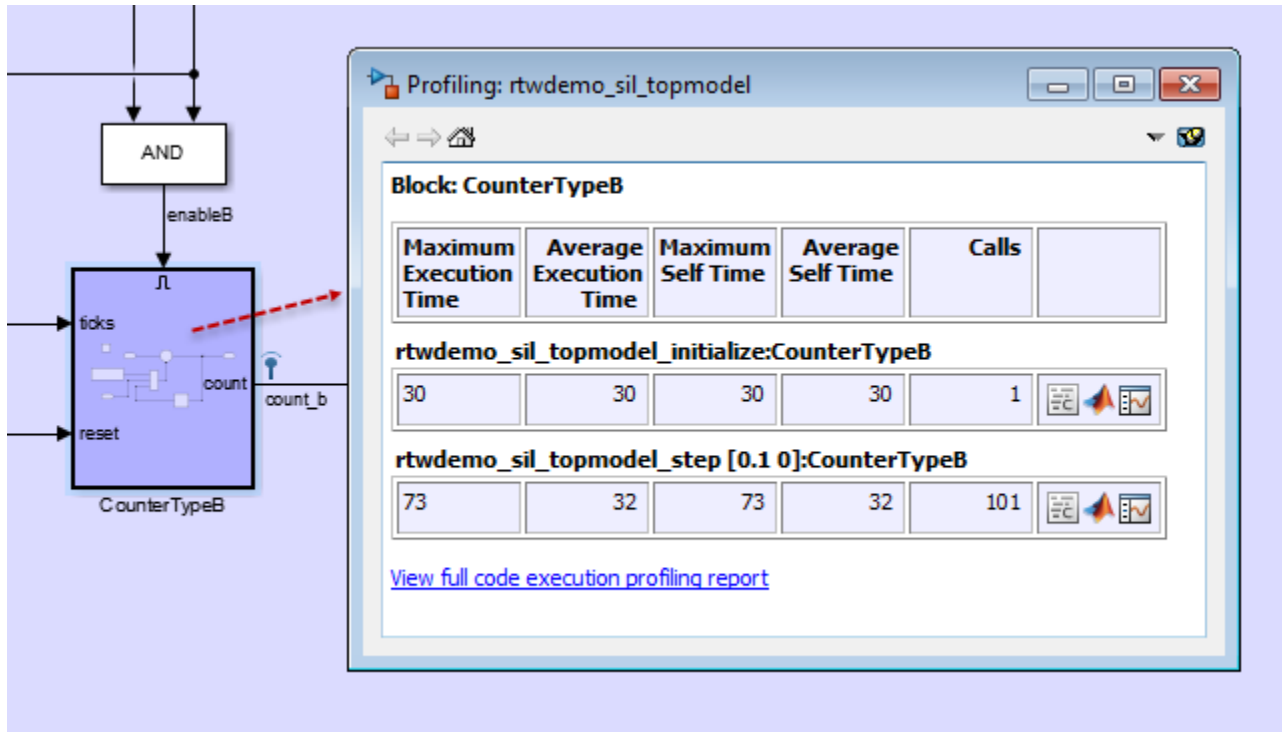 Profiling: rtwdemo_sil_topmodel
AND
enableB
ticks
count
reset
CounterTypeB
count_b
Block: CounterTypeB
Maximum Execution Time
Average Execution Time
Maximum Self Time
Average Self Time
Calls
rtwdemo_sil_topmodel_initialize:CounterTypeB
30 30 30 30 1
rtwdemo_sil_topmodel_step [0.1 0]:CounterTypeB
73 32 73 32 101
View full code execution profiling report